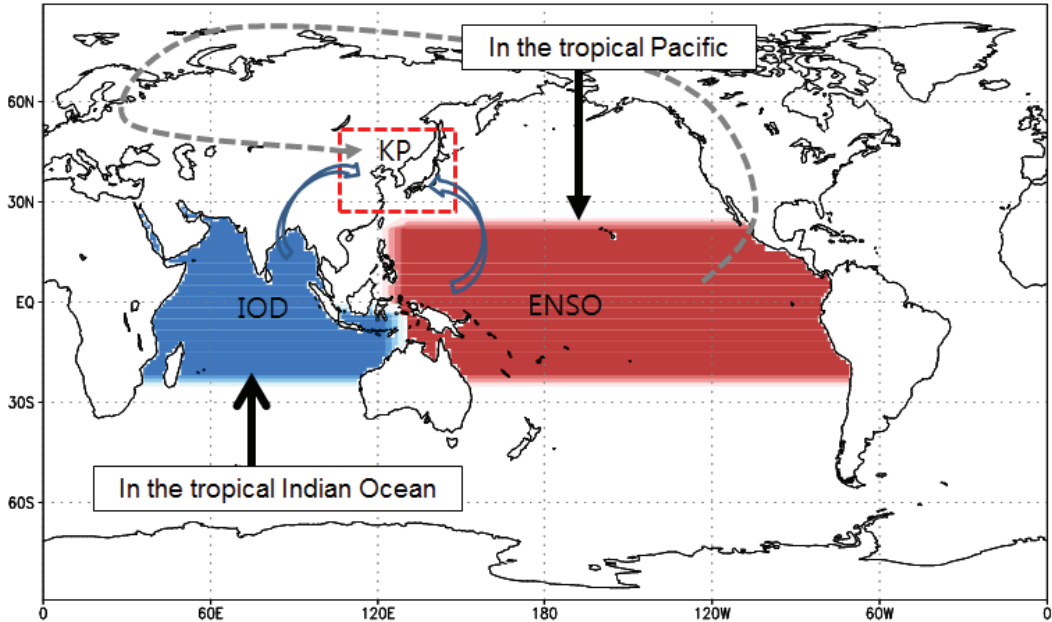 In the tropical Pacific
60N
KP
30N
EQ
IOD
ENSO
30S
In the tropical Indian Ocean
60S
0
60E
120E
180
120W
60W
0